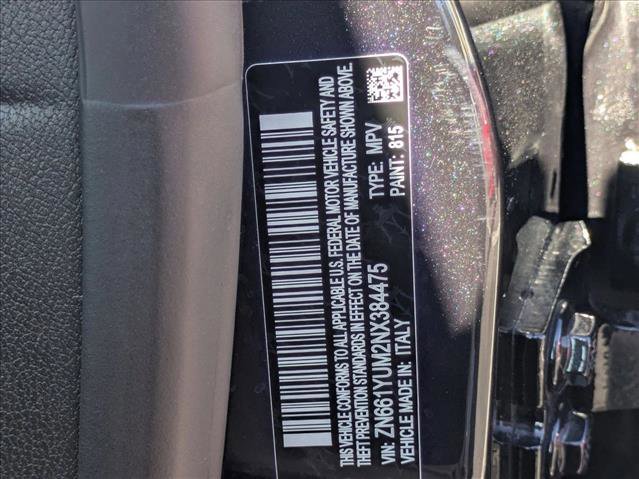 THIS VEHICLE CONFORMS TO ALL APPLICABLE U.S. FEDERAL MOTOR VEHICLE SAFETY AND
THEFT PREVENTION STANDARDS IN EFFECT ON THE DATE OF MANUFACTURE SHOWN ABOVE.
VIN: ZN661YUM2NX384475 TYPE: MPV
VEHICLE MADE IN: ITALY PAINT: 815